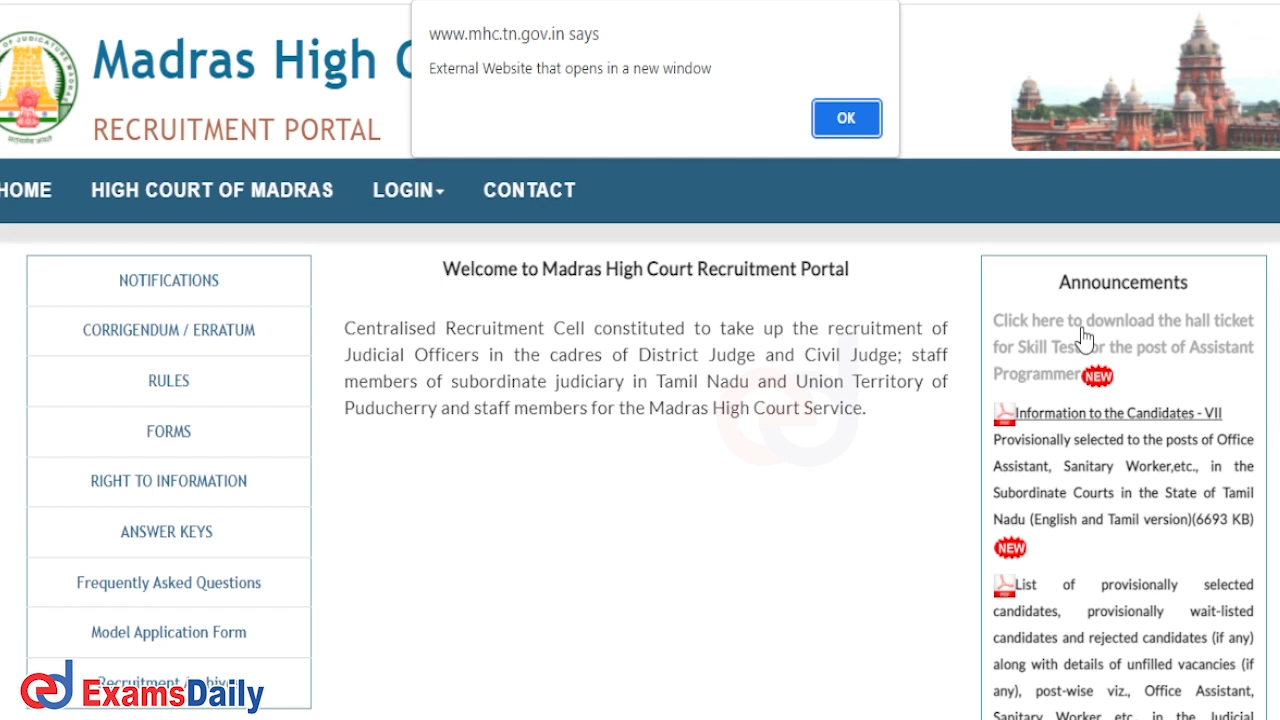 www.mhc.tn.gov.in says
External Website that opens in a new window
OK
Madras High
RECRUITMENT PORTAL
HOME
HIGH COURT OF MADRAS
LOGIN
CONTACT
NOTIFICATIONS
CORRIGENDUM / ERRATUM
RULES
FORMS
RIGHT TO INFORMATION
ANSWER KEYS
Frequently Asked Questions
Model Application Form
Recruitment
ExamsDaily
Welcome to Madras High Court Recruitment Portal
Centralised Recruitment Cell constituted to take up the recruitment of
Judicial Officers in the cadres of District Judge and Civil Judge; staff
members of subordinate judiciary in Tamil Nadu and Union Territory of
Puducherry and staff members for the Madras High Court Service.
Announcements
Click here to download the hall ticket
for Skill Test for the post of Assistant
Programmer NEW
Information to the Candidates - VII
Provisionally selected to the posts of Office
Assistant, Sanitary Worker,etc., in the
Subordinate Courts in the State of Tamil
Nadu (English and Tamil version)(6693 KB)
NEW
List of provisionally selected
candidates, provisionally wait-listed
candidates and rejected candidates (if any)
along with details of unfilled vacancies (if
any), post-wise viz., Office Assistant,
Sanitary Worker etc., in the Judicial